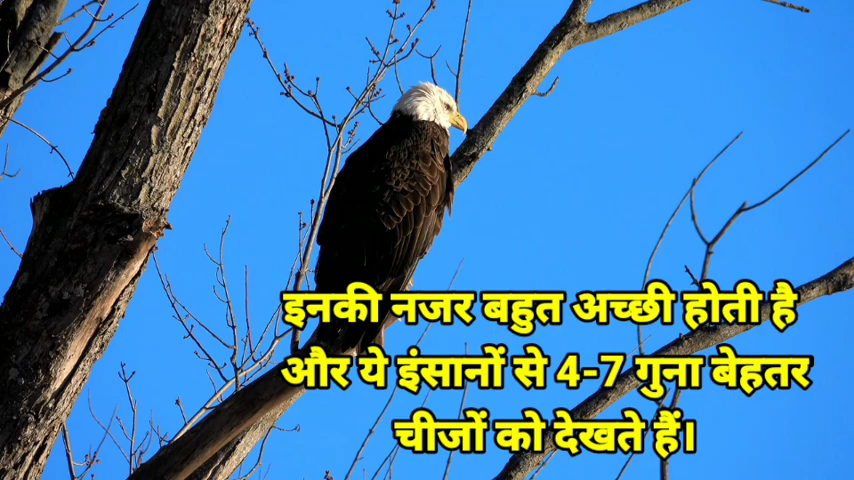 इनकी नजर बहुत अच्छी होती है
और ये इंसानों से 4-7 गुना बेहतर
चीजों को देखते हैं।